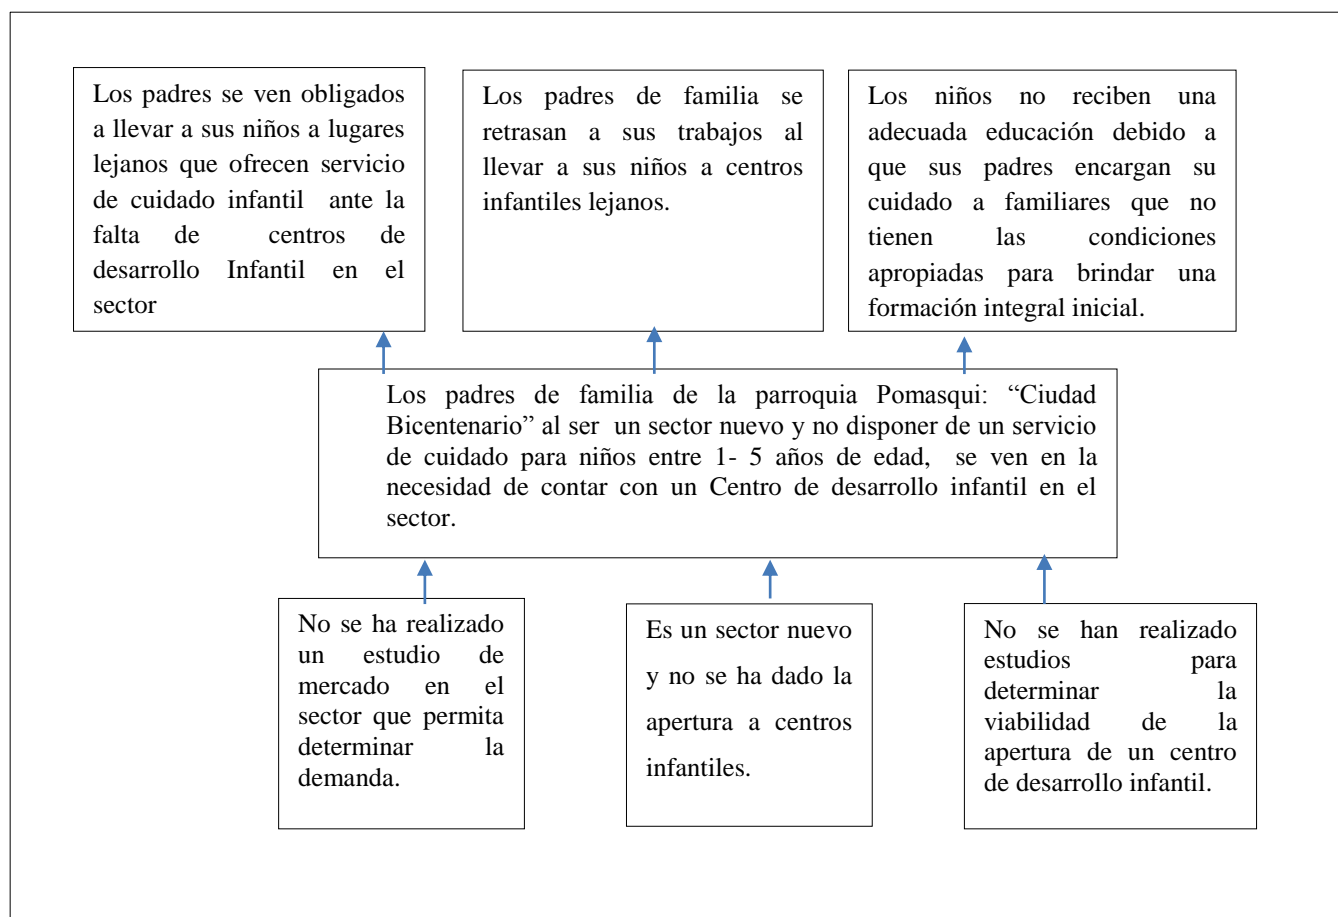 Los padres se ven obligados
a llevar a sus niños a lugares
lejanos que ofrecen servicio
de cuidado infantil ante la
falta de centros de
desarrollo Infantil en el
sector
Los padres de familia se
retrasan a sus trabajos al
llevar a sus niños a centros
infantiles lejanos.
Los niños no reciben una
adecuada educación debido a
que sus padres encargan su
cuidado a familiares que no
tienen las condiciones
apropiadas para brindar una
formación integral inicial.
Los padres de familia de la parroquia Pomasqui: “Ciudad
Bicentenario” al ser un sector nuevo y no disponer de un servicio
de cuidado para niños entre 1- 5 años de edad, se ven en la
necesidad de contar con un Centro de desarrollo infantil en el
sector.
No se ha realizado
un estudio de
mercado en el
sector que permita
determinar la
demanda.
Es un sector nuevo
y no se ha dado la
apertura a centros
infantiles.
No se han realizado
estudios para
determinar la
viabilidad de la
apertura de un centro
de desarrollo infantil.